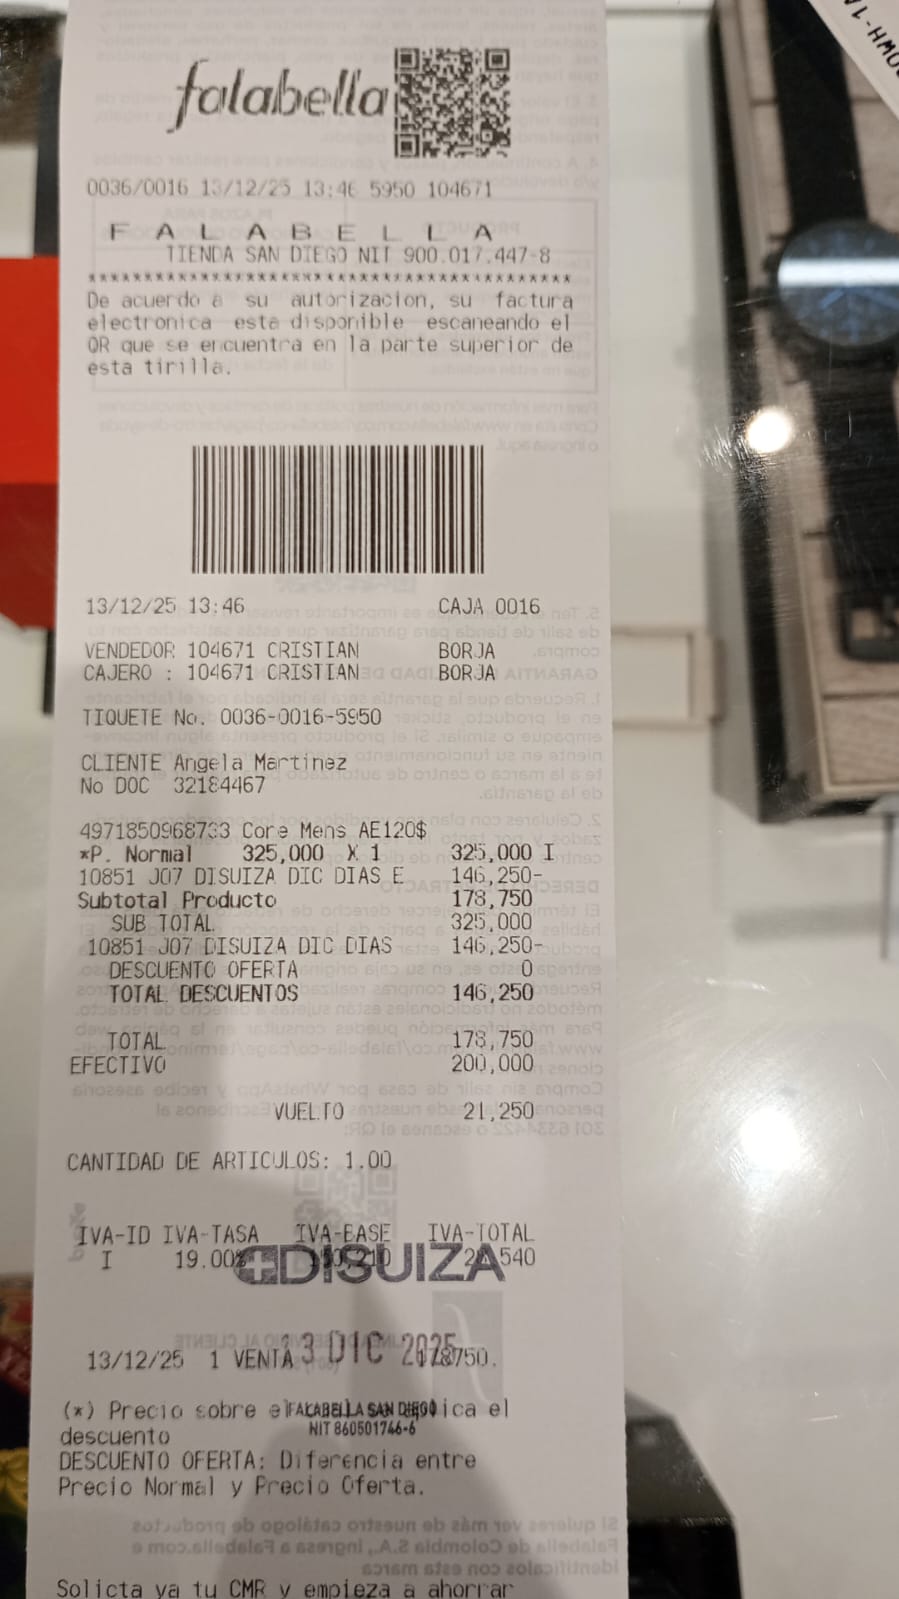 falabella
0036/0016 13/12/25 13:46 5950 104671
F A L A B E L L A
TIENDA SAN DIEGO NIT 900.017.447-8
******************************************
De acuerdo a su autorizacion, su factura
electronica esta disponible escaneando el
QR que se encuentra en la parte superior de
esta tirilla.
13/12/25 13:46 CAJA 0016
VENDEDOR 104671 CRISTIAN BORJA
CAJERO : 104671 CRISTIAN BORJA
TIQUETE No. 0036-0016-5950
CLIENTE Angela Martinez
No DOC 32184467
4971850968733 Core Mens AE120$
*P. Normal 325,000 X 1 325,000 I
10851 J07 DISUIZA DIC DIAS E 146,250-
Subtotal Producto 178,750
SUB TOTAL 325,000
10851 J07 DISUIZA DIC DIAS 146,250-
DESCUENTO OFERTA 0
TOTAL DESCUENTOS 146,250
TOTAL 178,750
EFECTIVO 200,000
VUELTO 21,250
CANTIDAD DE ARTICULOS: 1.00
IVA-ID IVA-TASA IVA-BASE IVA-TOTAL
I 19.00% 150,210 28,540
DISUIZA
13/12/25 1 VENTA 178750.
13 DIC 2025
(*) Precio sobre el ica el
FALABELLA SAN DIEGO
NIT 860501746-6
descuento
DESCUENTO OFERTA: Diferencia entre
Precio Normal y Precio Oferta.
Solicta ya tu CMR y empieza a ahorrar